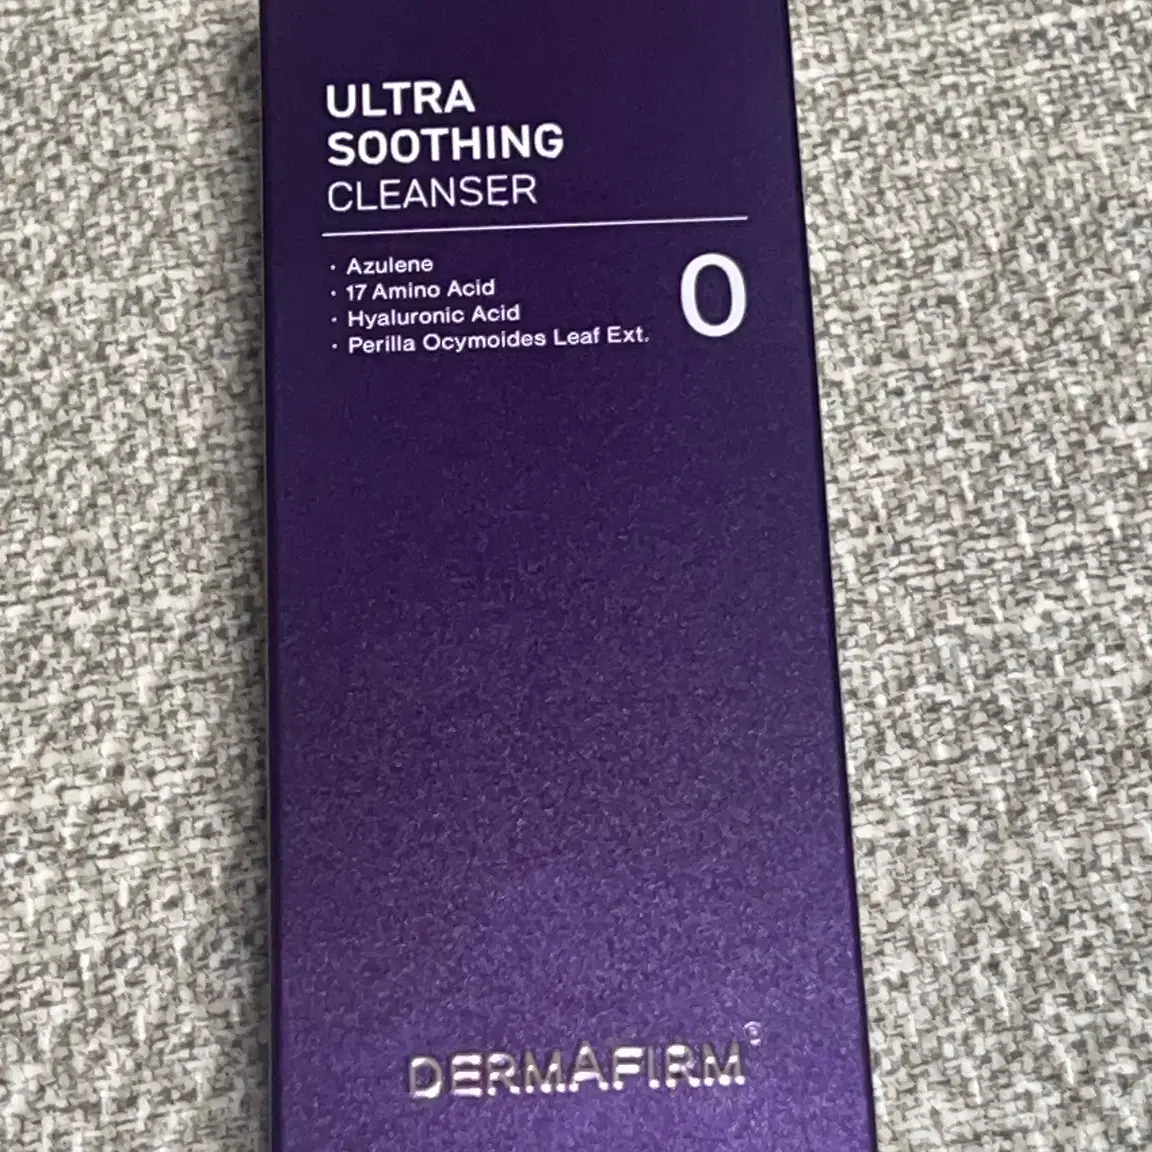 ULTRA
SOOTHING
CLEANSER
· Azulene
· 17 Amino Acid
· Hyaluronic Acid
· Perilla Ocymoides Leaf Ext.
0
DERMAFIRM®